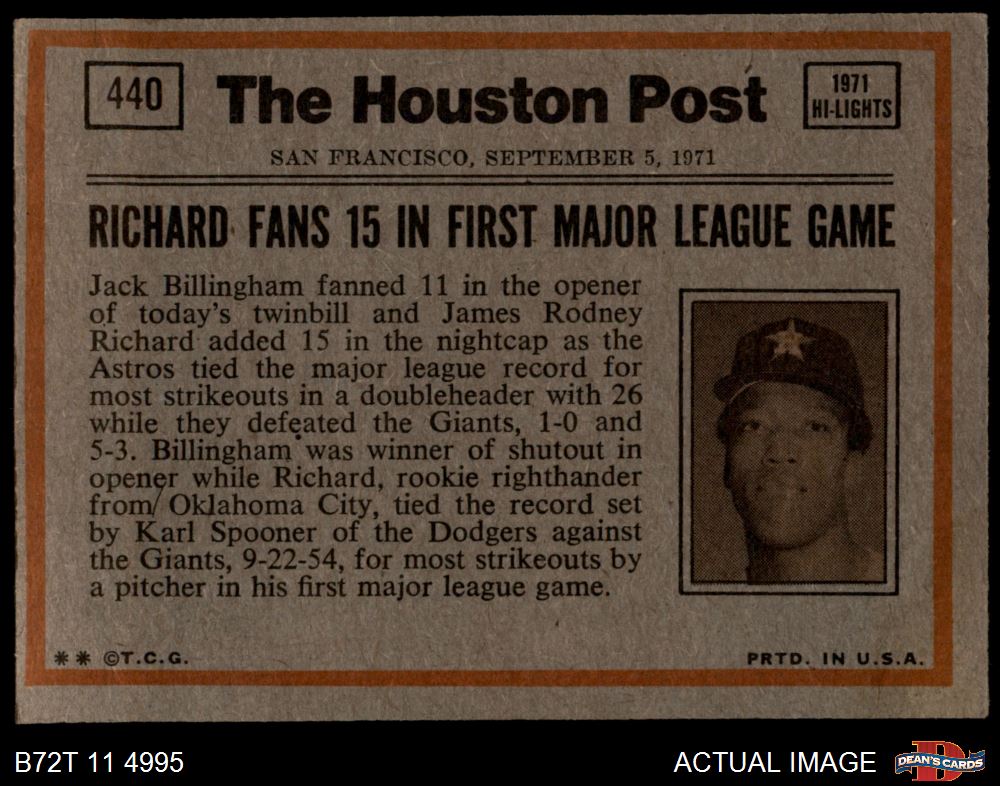 440
The Houston Post
1971
HI-LIGHTS
SAN FRANCISCO, SEPTEMBER 5, 1971
RICHARD FANS 15 IN FIRST MAJOR LEAGUE GAME
Jack Billingham fanned 11 in the opener
of today's twinbill and James Rodney
Richard added 15 in the nightcap as the
Astros tied the major league record for
most strikeouts in a doubleheader with 26
while they defeated the Giants, 1-0 and
5-3. Billingham was winner of shutout in
opener while Richard, rookie righthander
from Oklahoma City, tied the record set
by Karl Spooner of the Dodgers against
the Giants, 9-22-54, for most strikeouts by
a pitcher in his first major league game.
** ©T.C.G.
PRTD. IN U.S.A.
B72T 11 4995
ACTUAL IMAGE
D
DEAN'S CARDS